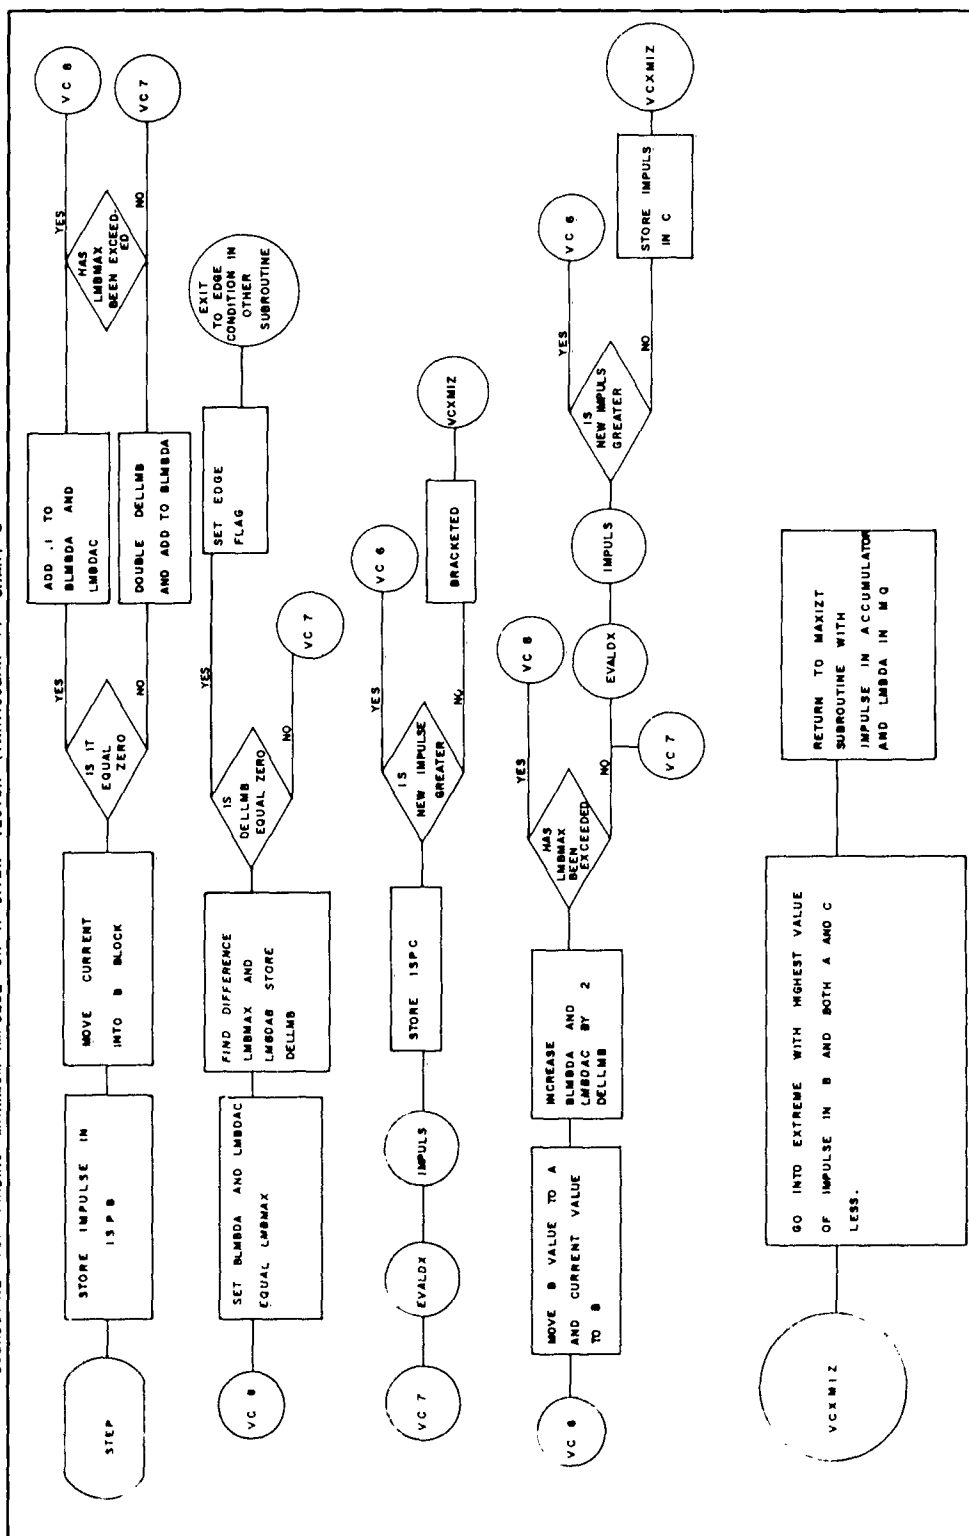 STEP
STORE IMPULSE IN
ISPB
MOVE CURRENT
INTO B BLOCK
IS IT
EQUAL
ZERO
YES
NO
ADD .1 TO
BLMBDA AND
LMBDAC
DOUBLE DELLMB
AND ADD TO BLMBDA
HAS
LMBMAX
BEEN EXCEED-
ED
YES
NO
VC 8
VC 7
VC 8
SET BLMBDA AND LMBDAC
EQUAL LMBMAX
FIND DIFFERENCE
LMBMAX AND
LMBDAB STORE
DELLMB
IS
DELLMB
EQUAL ZERO
YES
NO
VC 7
SET EDGE
FLAG
EXIT
TO EDGE
CONDITION IN
OTHER
SUBROUTINE
VC 7
EVALDX
IMPULS
STORE ISPC
IS
NEW IMPULSE
GREATER
YES
NO
VC 6
BRACKETED
VCXMIZ
VC 6
MOVE B VALUE TO A
AND CURRENT VALUE
TO B
INCREASE
BLMBDA AND
LMBDAC BY 2
DELLMB
HAS
LMBMAX
BEEN
EXCEEDED
YES
NO
VC 8
VC 7
EVALDX
IMPULS
IS
NEW IMPULS
GREATER
YES
NO
VC 6
STORE IMPULS
IN C
VCXMIZ
VCXMIZ
GO INTO EXTREME WITH HIGHEST VALUE
OF IMPULSE IN B AND BOTH A AND C
LESS.
RETURN TO MAXIZT
SUBROUTINE WITH
IMPULSE IN ACCUMULATOR
AND LMBDA IN MQ